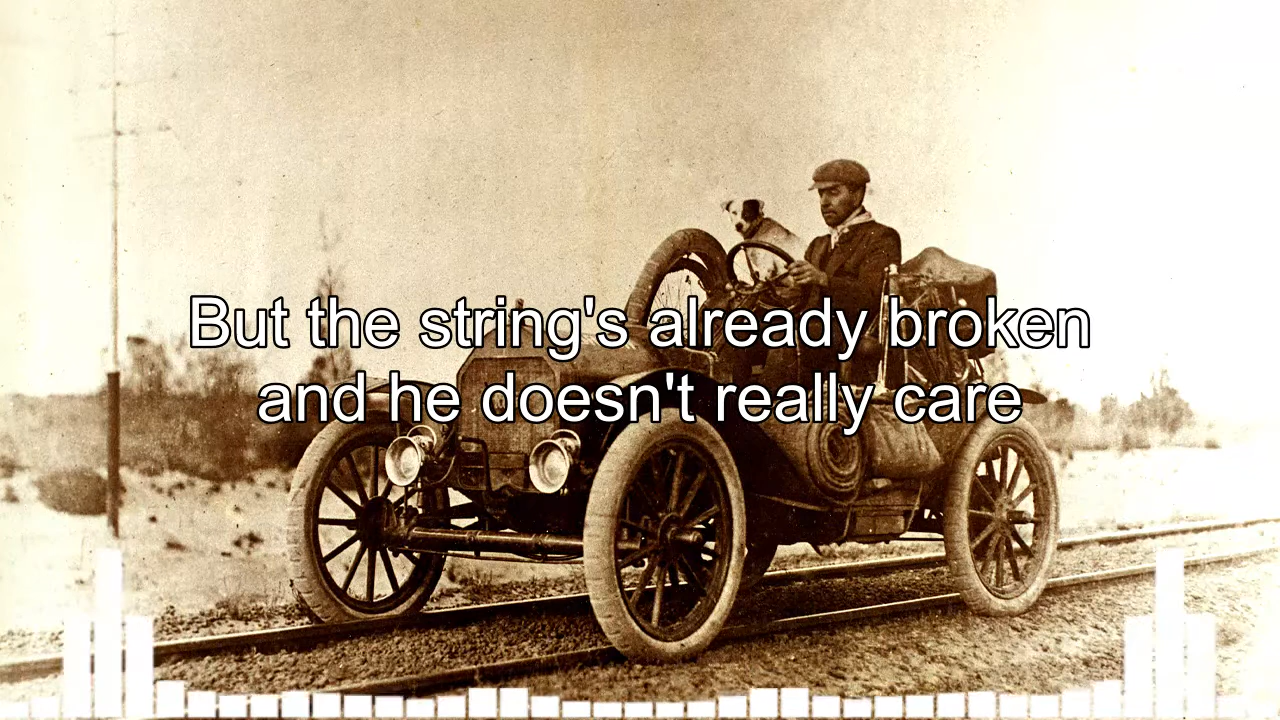 But the string's already broken
and he doesn't really care